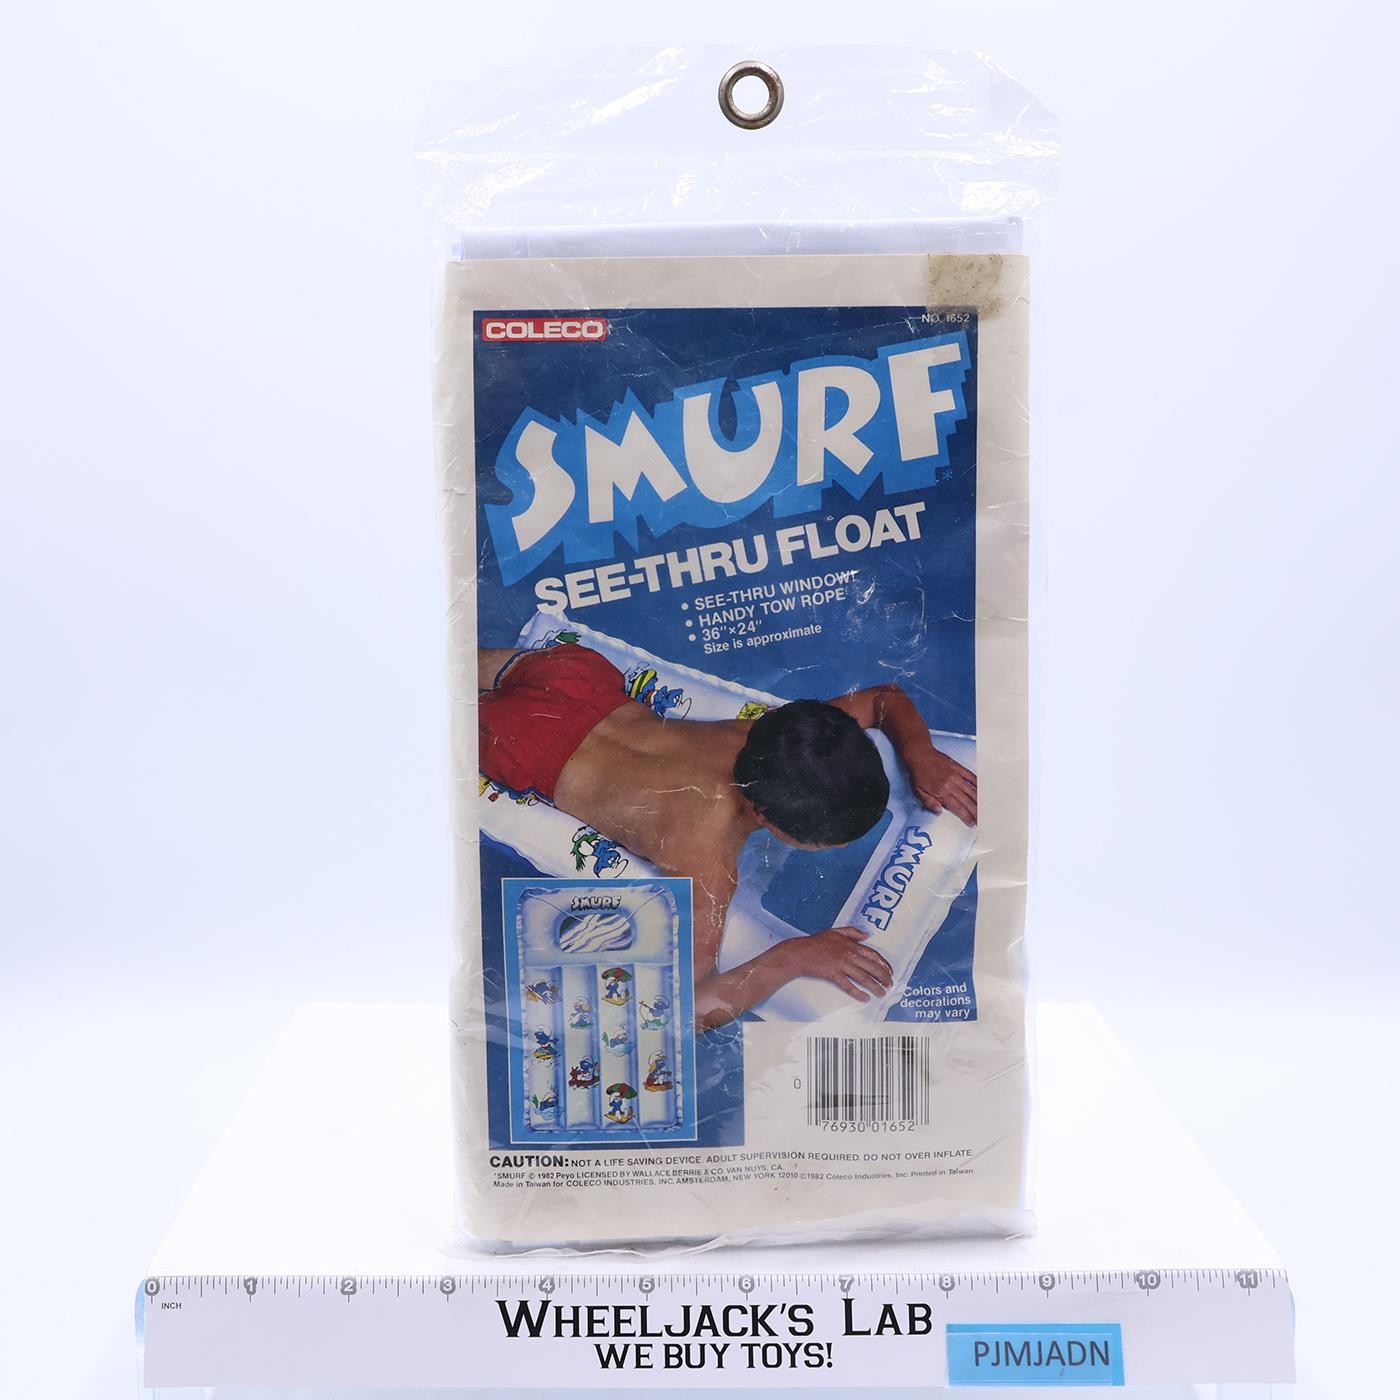 COLECO
NO. 1652
SMURF*
SEE-THRU FLOAT
• SEE-THRU WINDOW!
• HANDY TOW ROPE
• 36"×24"
Size is approximate
SMURF
SMURF
Colors and
decorations
may vary
0
76930 01652
CAUTION: NOT A LIFE SAVING DEVICE. ADULT SUPERVISION REQUIRED. DO NOT OVER INFLATE.
*SMURF © 1982 Peyo LICENSED BY WALLACE BERRIE & CO. VAN NUYS, CA.
Made in Taiwan for COLECO INDUSTRIES, INC. AMSTERDAM, NEW YORK 12010 ©1982 Coleco Industries, Inc. Printed in Taiwan
0 1 2 3 4 5 6 7 8 9 10 11
INCH
WHEELJACK'S LAB
WE BUY TOYS!
PJMJADN